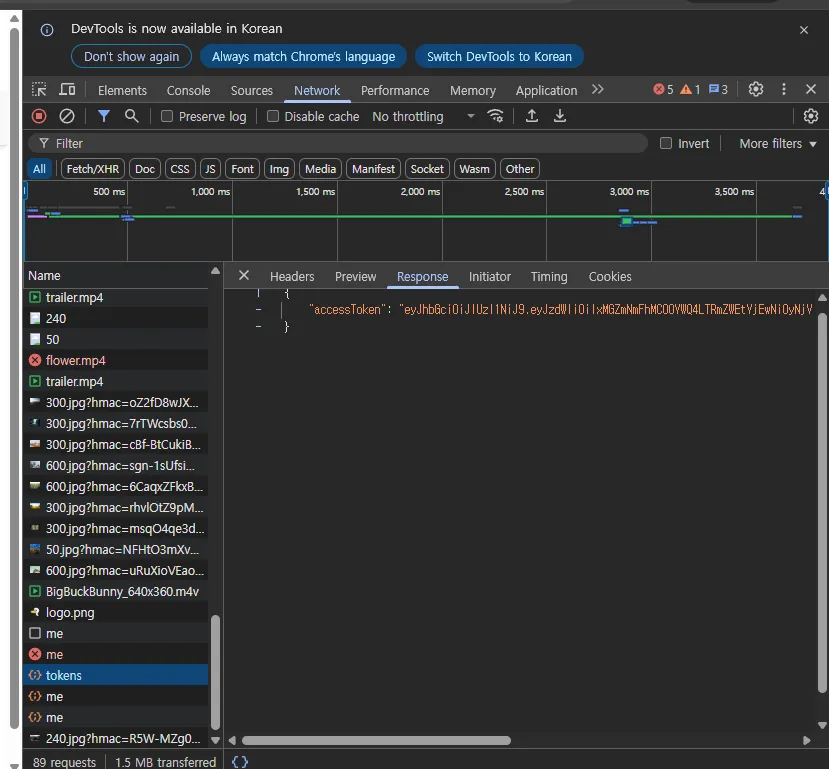 DevTools is now available in Korean
Don't show again
Always match Chrome's language
Switch DevTools to Korean
Elements Console Sources Network Performance Memory Application 5 1 3
Preserve log Disable cache No throttling
Filter Invert More filters
All Fetch/XHR Doc CSS JS Font Img Media Manifest Socket Wasm Other
500 ms 1,000 ms 1,500 ms 2,000 ms 2,500 ms 3,000 ms 3,500 ms 4
Name
Headers Preview Response Initiator Timing Cookies
trailer.mp4
240
50
flower.mp4
trailer.mp4
300.jpg?hmac=oZ2fD8wJX...
300.jpg?hmac=7rTWcsbs0...
300.jpg?hmac=cBf-BtCukiB...
600.jpg?hmac=sgn-1sUfsi...
600.jpg?hmac=6CaqxZFkxB...
300.jpg?hmac=rhvlOtZ9pM...
300.jpg?hmac=msqO4qe3d...
50.jpg?hmac=NFHtO3mXv...
600.jpg?hmac=uRuXioVEao...
BigBuckBunny_640x360.m4v
logo.png
me
me
tokens
me
me
240.jpg?hmac=R5W-MZg0...
{
- "accessToken":
- }
89 requests 1.5 MB transferred {}